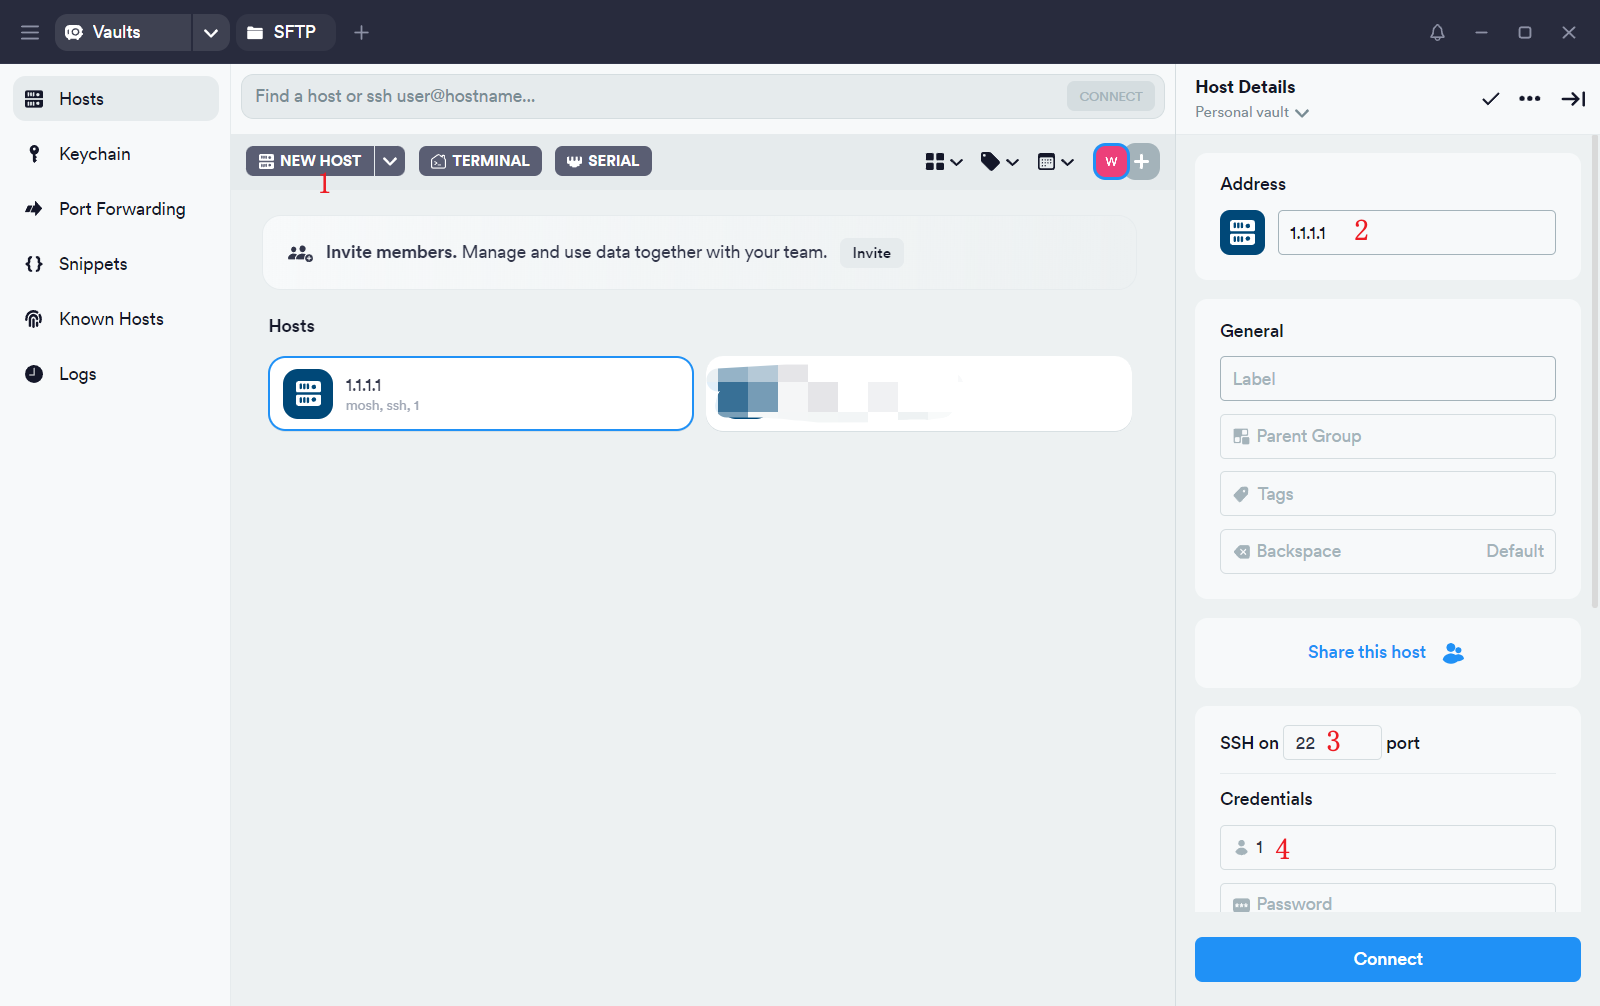 Vaults
SFTP
Hosts
Keychain
Port Forwarding
Snippets
Known Hosts
Logs
Find a host or ssh user@hostname...
CONNECT
NEW HOST
TERMINAL
SERIAL
W
1
Invite members. Manage and use data together with your team.
Invite
Hosts
1.1.1.1
mosh, ssh, 1
Host Details
Personal vault
Address
1.1.1.1 2
General
Label
Parent Group
Tags
Backspace Default
Share this host
SSH on 22 3 port
Credentials
1 4
Password
Connect